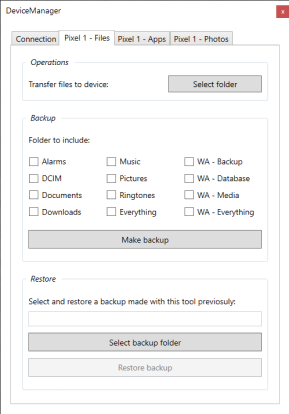 DeviceManager
x
Connection Pixel 1 - Files Pixel 1 - Apps Pixel 1 - Photos
Operations
Transfer files to device: Select folder
Backup
Folder to include:
Alarms Music WA - Backup
DCIM Pictures WA - Database
Documents Ringtones WA - Media
Downloads Everything WA - Everything
Make backup
Restore
Select and restore a backup made with this tool previosuly:
Select backup folder
Restore backup